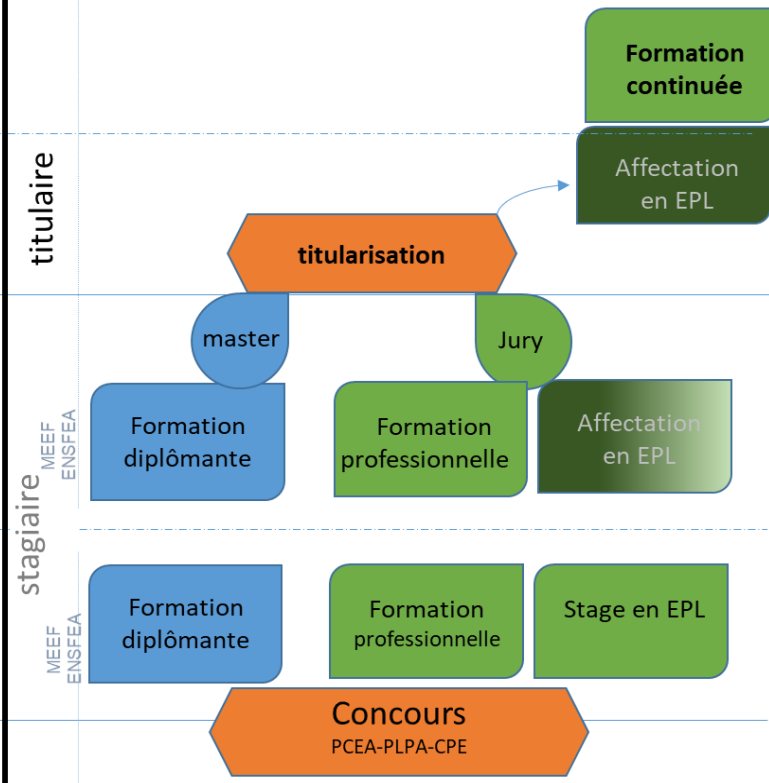 Formation
continuée
Affectation
en EPL
titulaire
titularisation
master
Jury
MEEF
ENSFEA
Formation
diplômante
Formation
professionnelle
Affectation
en EPL
stagiaire
MEEF
ENSFEA
Formation
diplômante
Formation
professionnelle
Stage en EPL
Concours
PCEA-PLPA-CPE